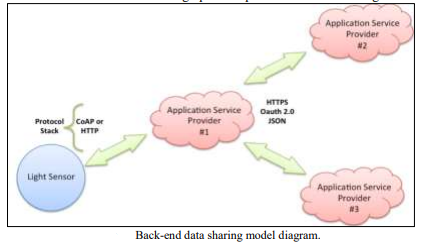 Application Service
Provider
#2
HTTPS
Oauth 2.0
JSON
Protocol
Stack
CoAP or
HTTP
Application Service
Provider
#1
Light Sensor
Application Service
Provider
#3
Back-end data sharing model diagram.